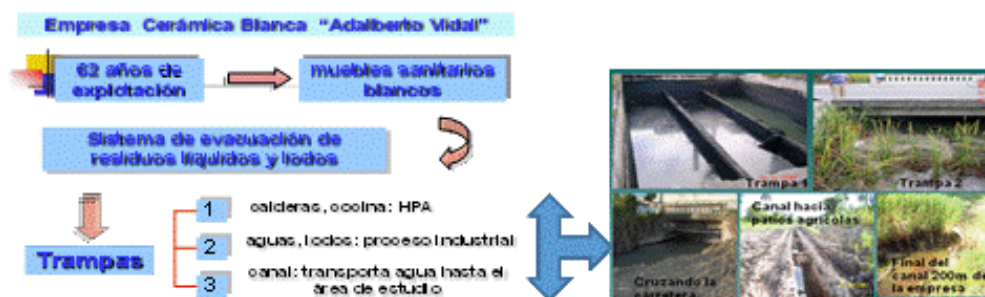 Empresa Cerámica Blanca "Adalberto Vidal"
62 años de
explotación
muebles sanitarios
blancos
Sistema de evacuación de
residuos líquidos y lodos
Trampas
1
calderas, cocina: HPA
2
aguas, lodos: proceso industrial
3
canal: transporta agua hasta el
área de estudio
Trampa 1
Trampa 2
Cruzando la
carretera
Canal hacia
patios agrícolas
Final del
canal 200m de
la empresa